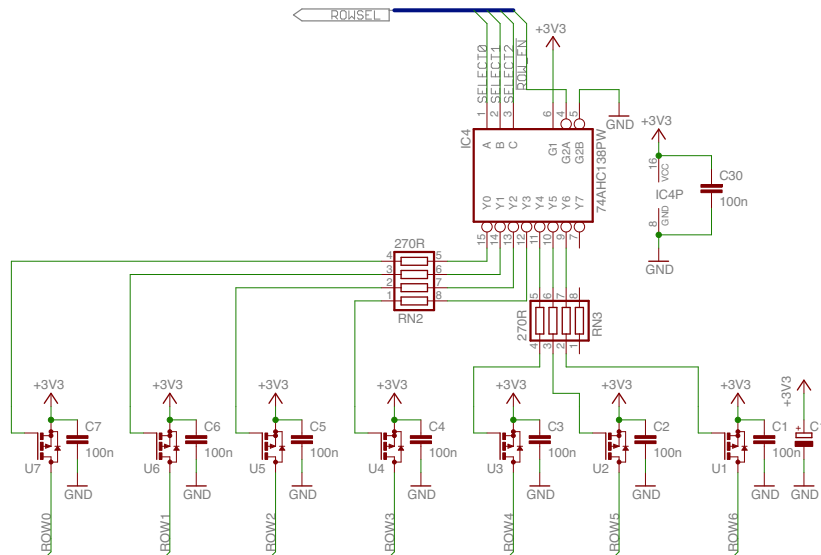 ROWSEL
+3V3
SELECT0
SELECT1
SELECT2
ROW_EN
1
2
3
6
4
5
GND
IC4
A
B
C
G1
G2A
G2B
74AHC138PW
Y0
Y1
Y2
Y3
Y4
Y5
Y6
Y7
15
14
13
12
11
10
9
7
+3V3
16
VCC
IC4P
8
GND
GND
C30
100n
270R
4
3
2
1
5
6
7
8
RN2
270R
5
6
7
8
4
3
2
1
RN3
+3V3
+3V3
+3V3
+3V3
+3V3
+3V3
+3V3
+3V3
C7
100n
C6
100n
C5
100n
C4
100n
C3
100n
C2
100n
C1
100n
C
+
U7
U6
U5
U4
U3
U2
U1
GND
GND
GND
GND
GND
GND
GND
GND
ROW0
ROW1
ROW2
ROW3
ROW4
ROW5
ROW6